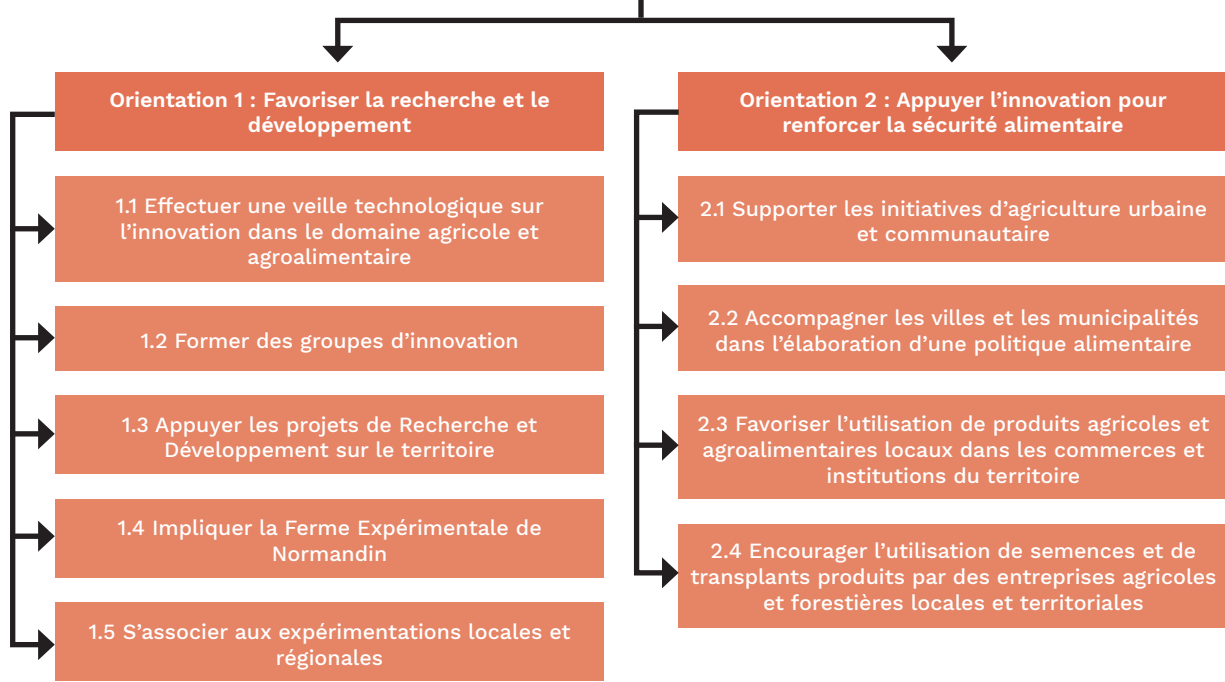 Orientation 1 : Favoriser la recherche et le
développement
1.1 Effectuer une veille technologique sur
l’innovation dans le domaine agricole et
agroalimentaire
1.2 Former des groupes d’innovation
1.3 Appuyer les projets de Recherche et
Développement sur le territoire
1.4 Impliquer la Ferme Expérimentale de
Normandin
1.5 S’associer aux expérimentations locales et
régionales
Orientation 2 : Appuyer l’innovation pour
renforcer la sécurité alimentaire
2.1 Supporter les initiatives d’agriculture urbaine
et communautaire
2.2 Accompagner les villes et les municipalités
dans l’élaboration d’une politique alimentaire
2.3 Favoriser l’utilisation de produits agricoles et
agroalimentaires locaux dans les commerces et
institutions du territoire
2.4 Encourager l’utilisation de semences et de
transplants produits par des entreprises agricoles
et forestières locales et territoriales